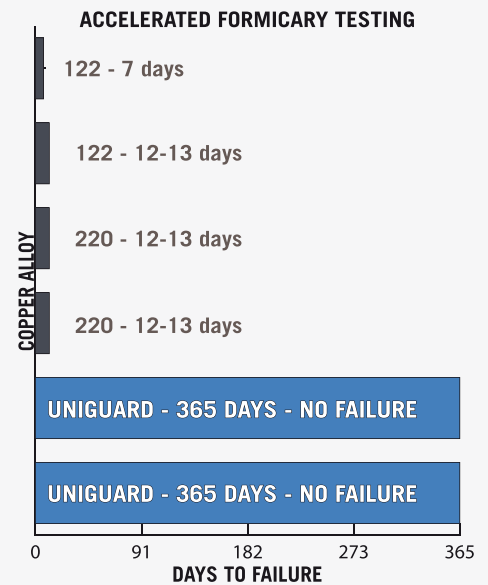 ACCELERATED FORMICARY TESTING
122 - 7 days
122 - 12-13 days
220 - 12-13 days
220 - 12-13 days
COPPER ALLOY
UNIGUARD - 365 DAYS - NO FAILURE
UNIGUARD - 365 DAYS - NO FAILURE
0 91 182 273 365
DAYS TO FAILURE